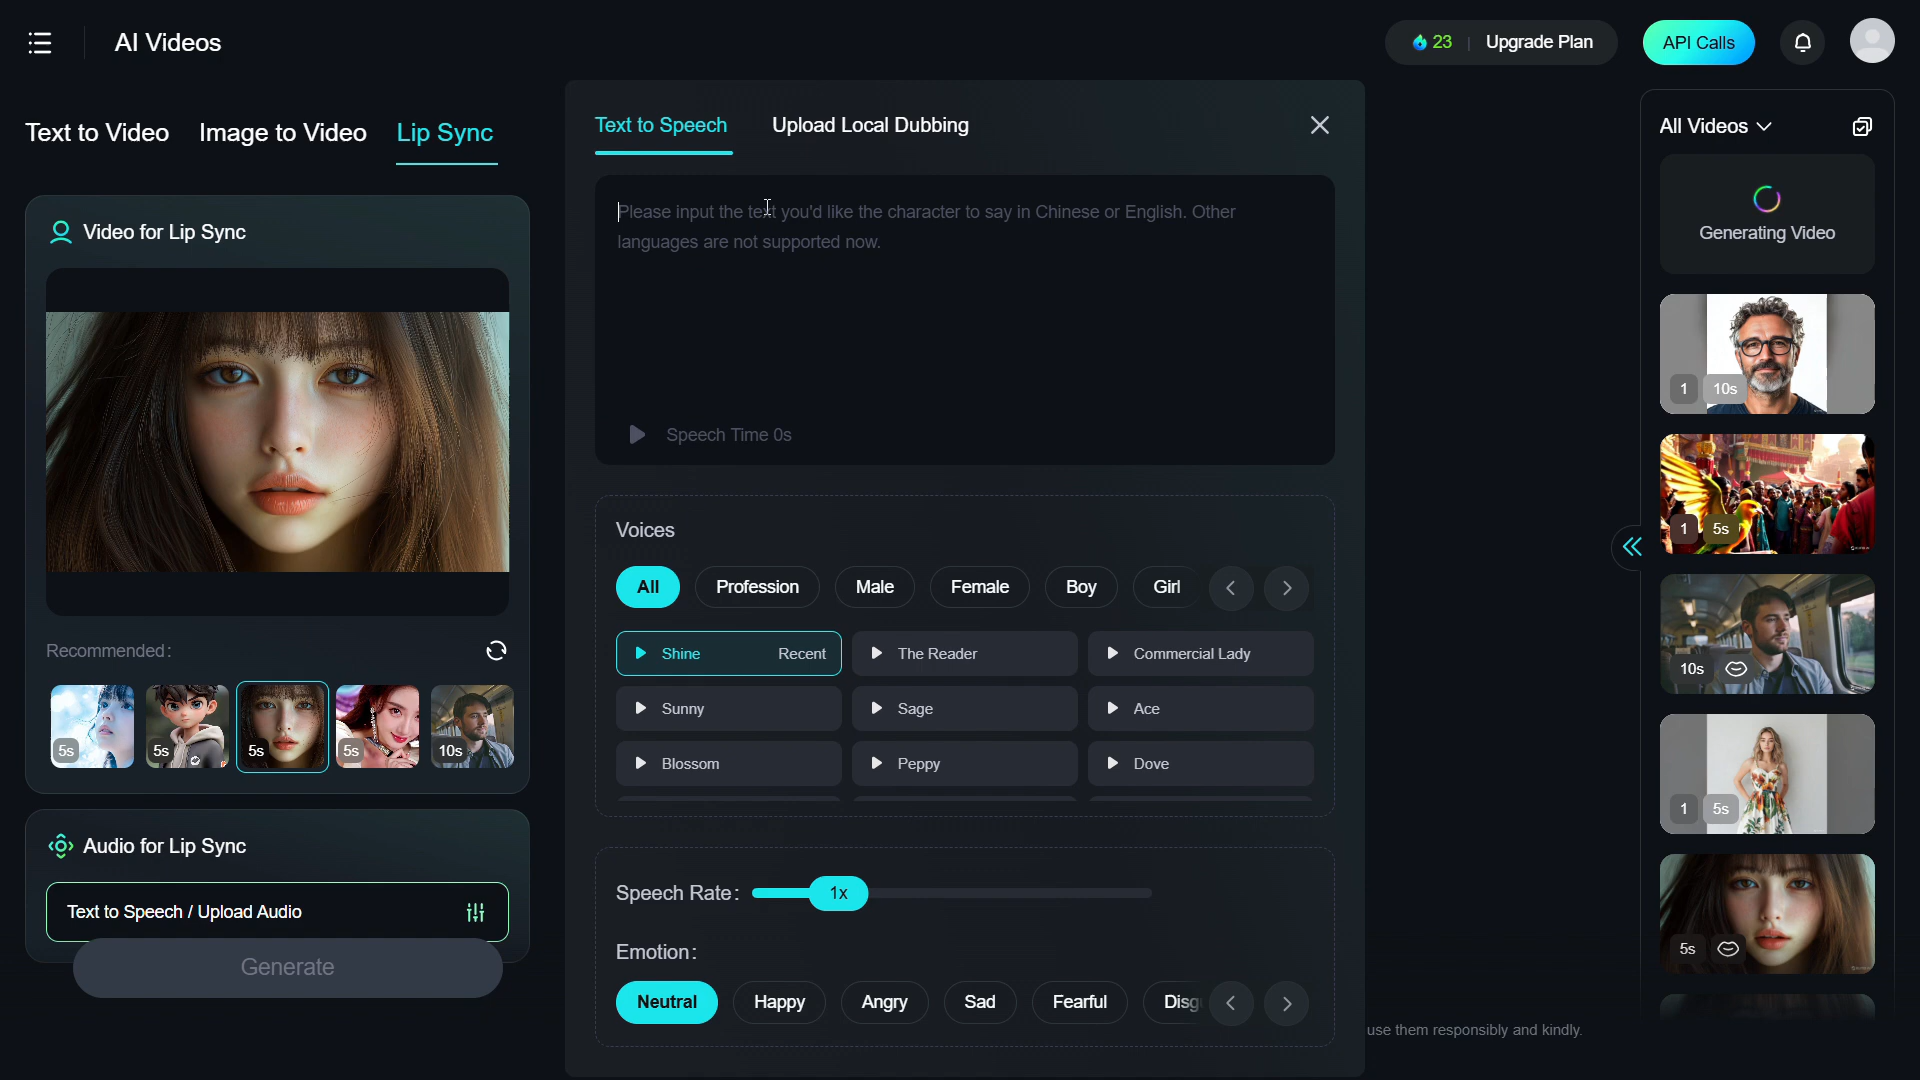 AI Videos
23 | Upgrade Plan
API Calls
Text to Video
Image to Video
Lip Sync
Video for Lip Sync
Recommended:
5s
5s
5s
5s
10s
Audio for Lip Sync
Text to Speech / Upload Audio
Generate
Text to Speech
Upload Local Dubbing
Please input the text you'd like the character to say in Chinese or English. Other
languages are not supported now.
Speech Time 0s
Voices
All
Profession
Male
Female
Boy
Girl
Shine
Recent
The Reader
Commercial Lady
Sunny
Sage
Ace
Blossom
Peppy
Dove
Speech Rate:
1x
Emotion:
Neutral
Happy
Angry
Sad
Fearful
Disg
use them responsibly and kindly.
All Videos
Generating Video
1
10s
1
5s
10s
1
5s
5s